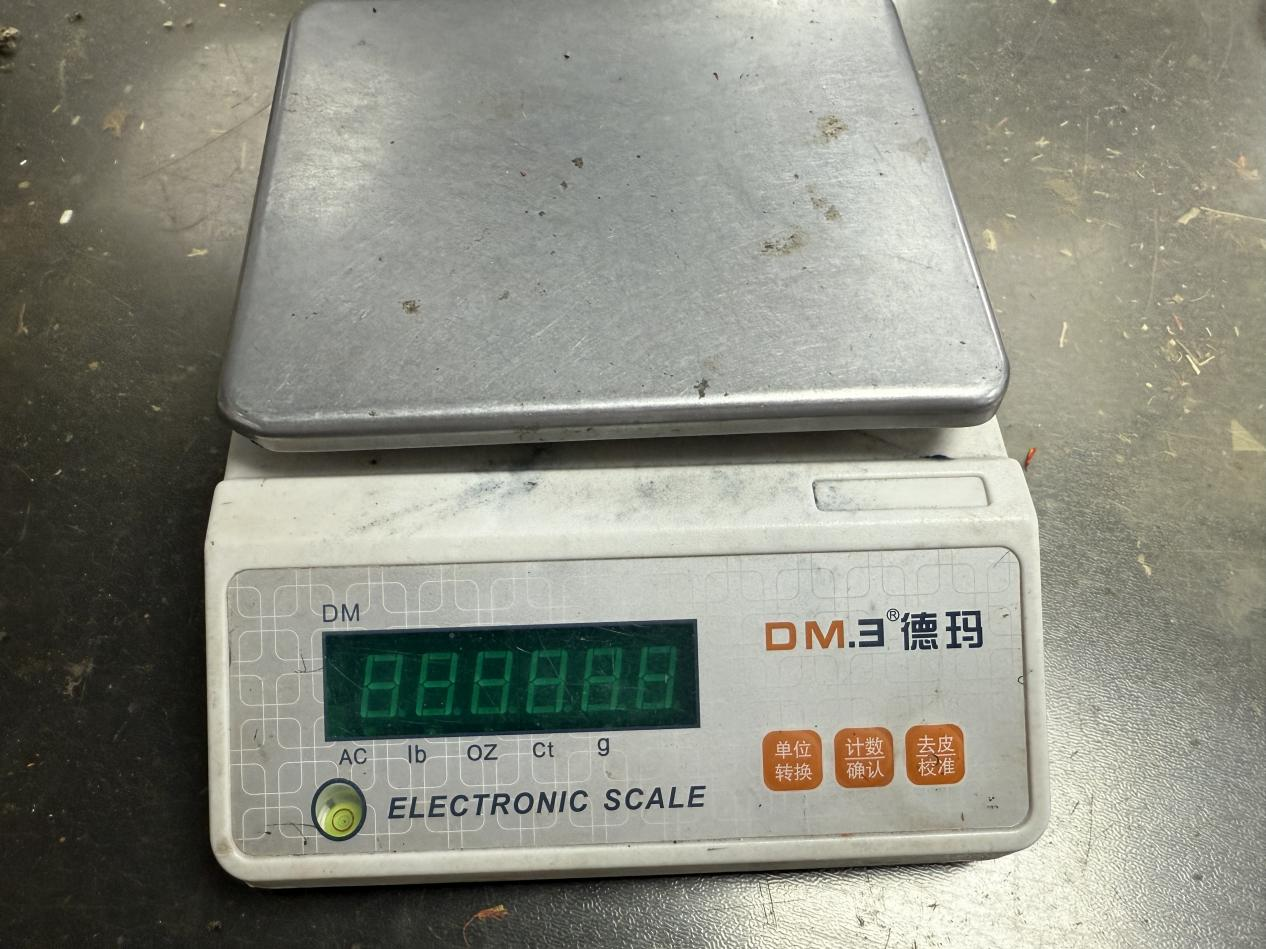 DM
DM.3®德玛
AC lb OZ Ct g
单位 转换
计数 确认
去皮 校准
ELECTRONIC SCALE